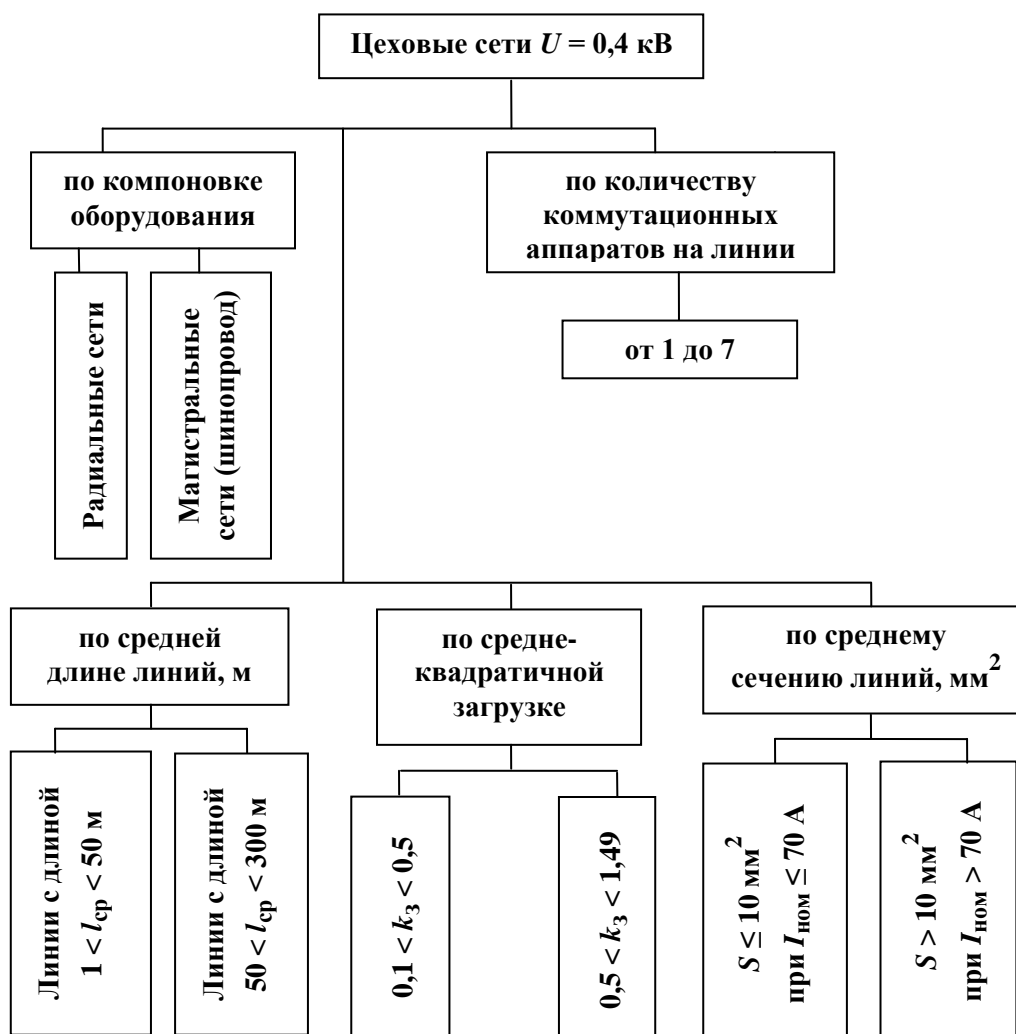 Цеховые сети U = 0,4 кВ
по компоновке
оборудования
по количеству
коммутационных
аппаратов на линии
Радиальные сети
Магистральные
сети (шинопровод)
от 1 до 7
по средней
длине линий, м
по средне-
квадратичной
загрузке
по среднему
сечению линий, мм²
Линии с длиной
1 < lср < 50 м
Линии с длиной
50 < lср < 300 м
0,1 < kз < 0,5
0,5 < kз < 1,49
S ≤ 10 мм²
при Iном ≤ 70 А
S > 10 мм²
при Iном > 70 А